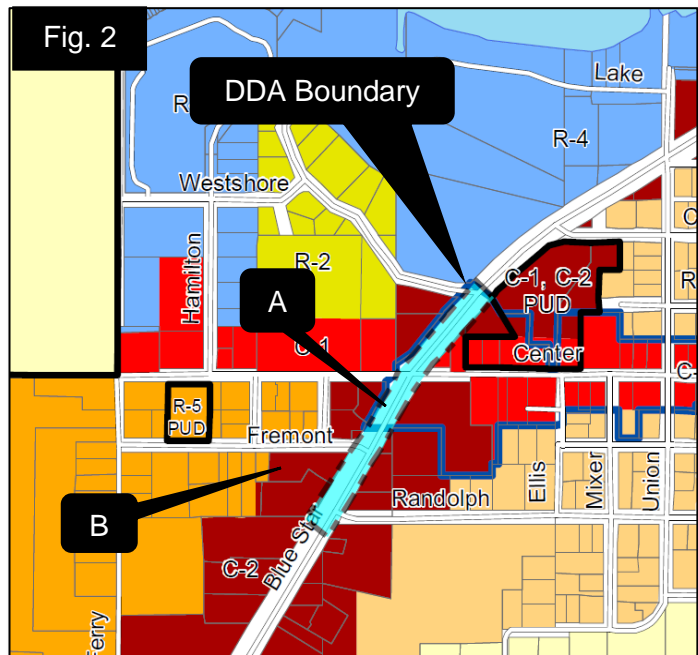 Fig. 2
DDA Boundary
Lake
R
R-4
Westshore
Hamilton
R-2
C-1, C-2
PUD
A
C-1
Center
R-5
PUD
Fremont
B
Randolph
Ellis
Mixer
Union
Blue Star
C-2
Ferry